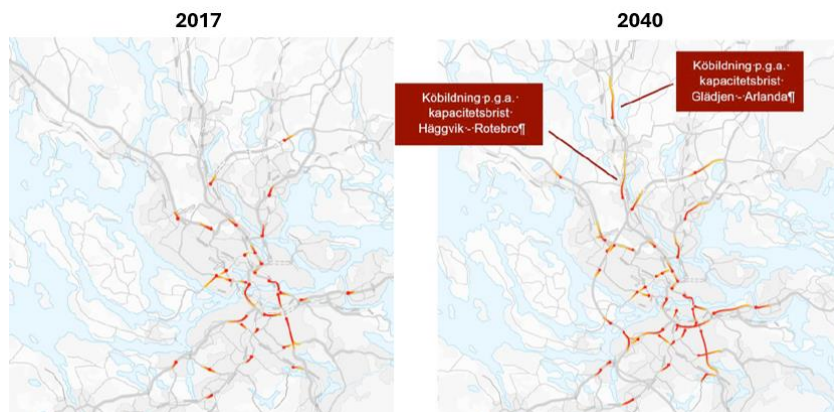 2017
2040
Köbildning·p.g.a.·
kapacitetsbrist·
Häggvik·-·Rotebro¶
Köbildning·p.g.a.·
kapacitetsbrist·
Glädjen·-·Arlanda¶